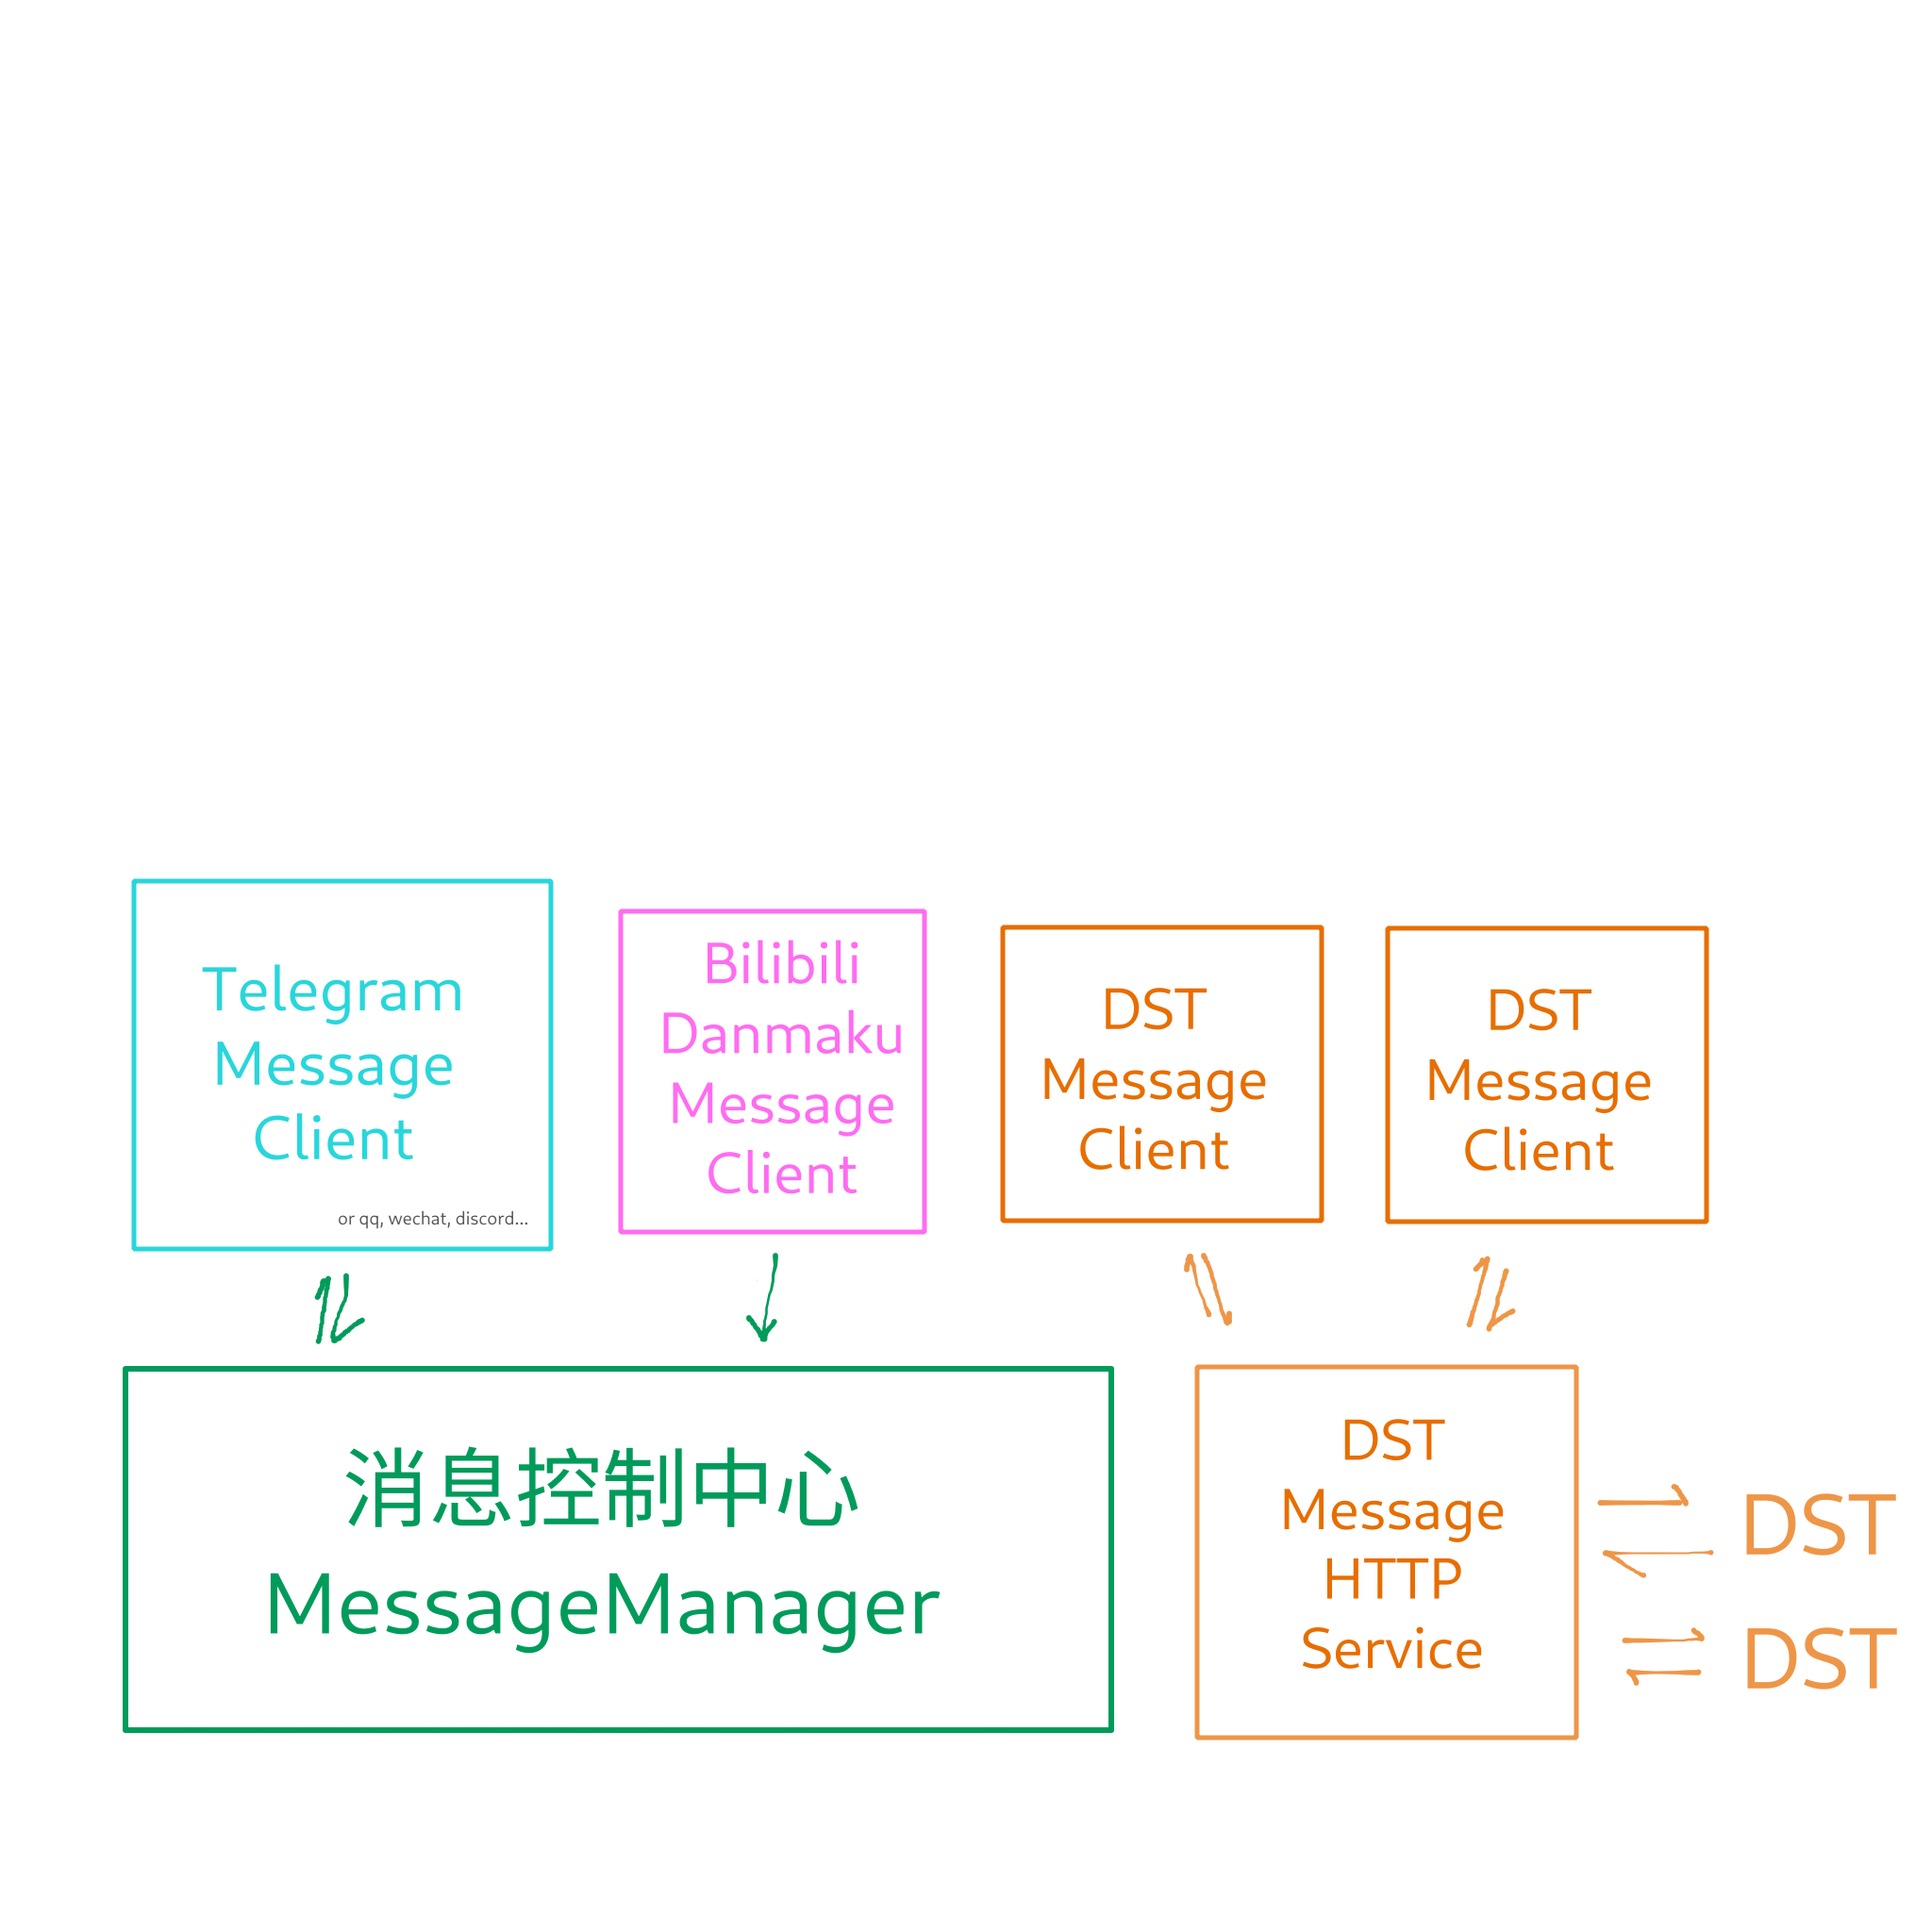 Telegram
Message
Client
or qq, wechat, discord...
Bilibili
Danmaku
Message
Client
DST
Message
Client
DST
Message
Client
消息控制中心
MessageManager
DST
Message
HTTP
Service
DST
DST